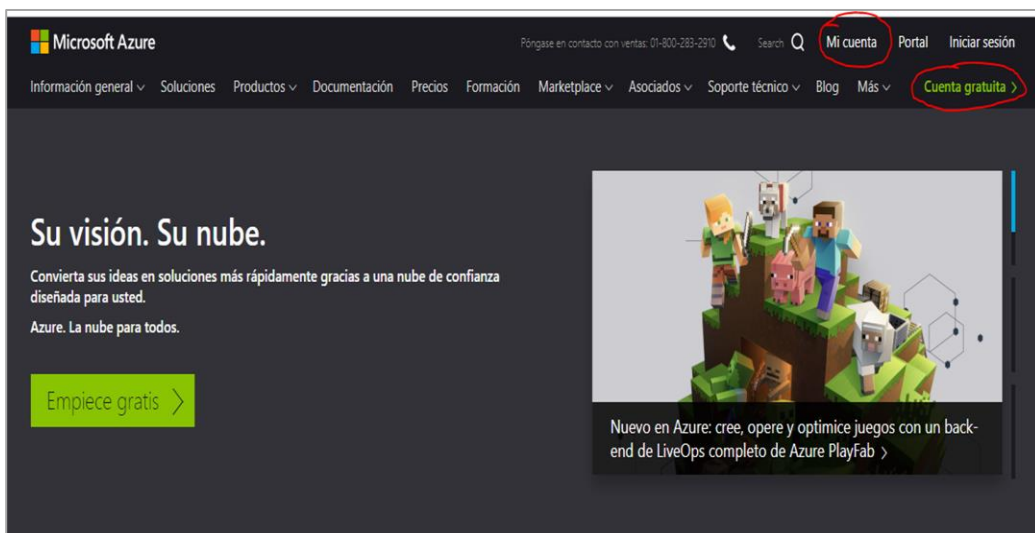 Microsoft Azure
Póngase en contacto con ventas: 01-800-283-2910 Search Mi cuenta Portal Iniciar sesión
Información general Soluciones Productos Documentación Precios Formación Marketplace Asociados Soporte técnico Blog Más Cuenta gratuita >
Su visión. Su nube.
Convierta sus ideas en soluciones más rápidamente gracias a una nube de confianza
diseñada para usted.
Azure. La nube para todos.
Empiece gratis >
Nuevo en Azure: cree, opere y optimice juegos con un back-
end de LiveOps completo de Azure PlayFab >